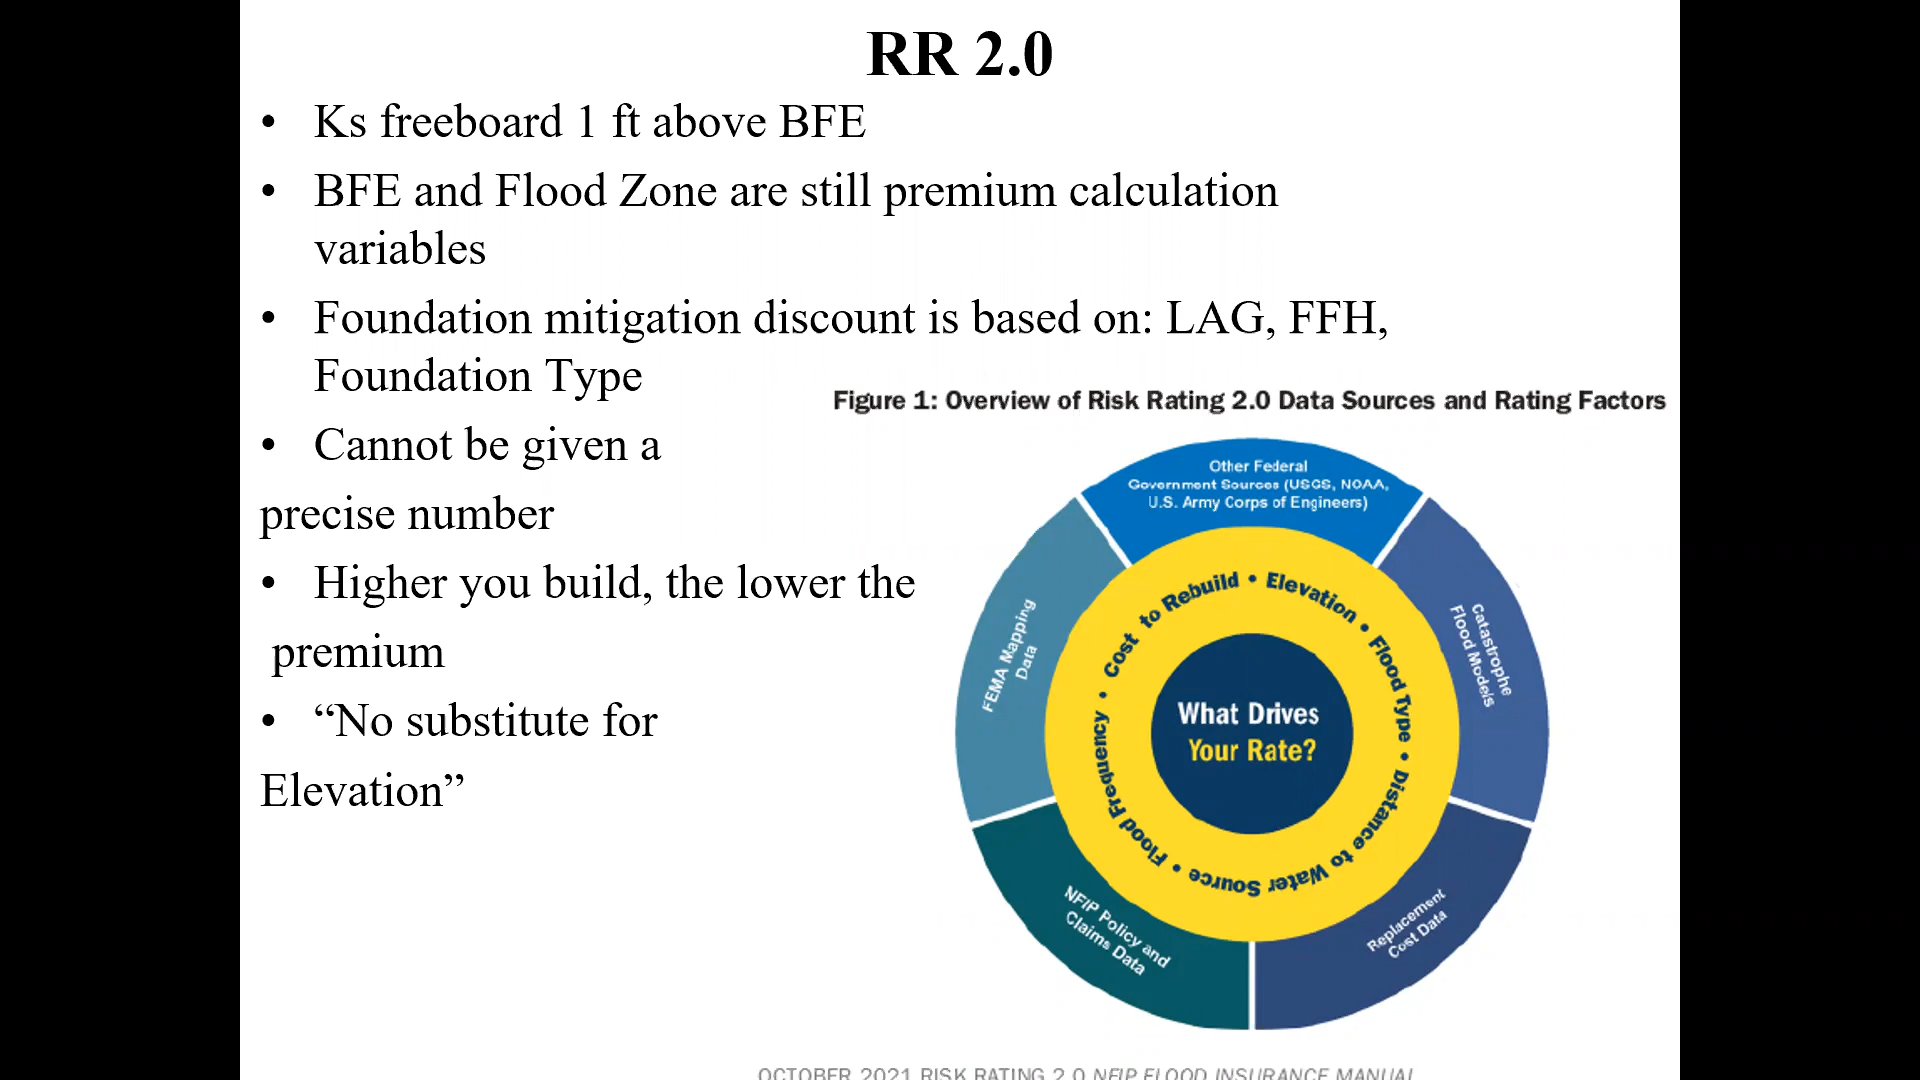 RR 2.0
• Ks freeboard 1 ft above BFE
• BFE and Flood Zone are still premium calculation
variables
• Foundation mitigation discount is based on: LAG, FFH,
Foundation Type
• Cannot be given a
precise number
• Higher you build, the lower the
premium
• “No substitute for
Elevation”
Figure 1: Overview of Risk Rating 2.0 Data Sources and Rating Factors
Other Federal
Government Sources (USGS, NOAA,
U.S. Army Corps of Engineers)
Catastrophe
Flood Models
Replacement
Cost Data
NFIP Policy and
Claims Data
FEMA Mapping
Data
Cost to Rebuild • Elevation • Flood Type • Distance to Water Source • Flood Frequency •
What Drives
Your Rate?
OCTOBER 2021 RISK RATING 2.0 NFIP FLOOD INSURANCE MANUAL